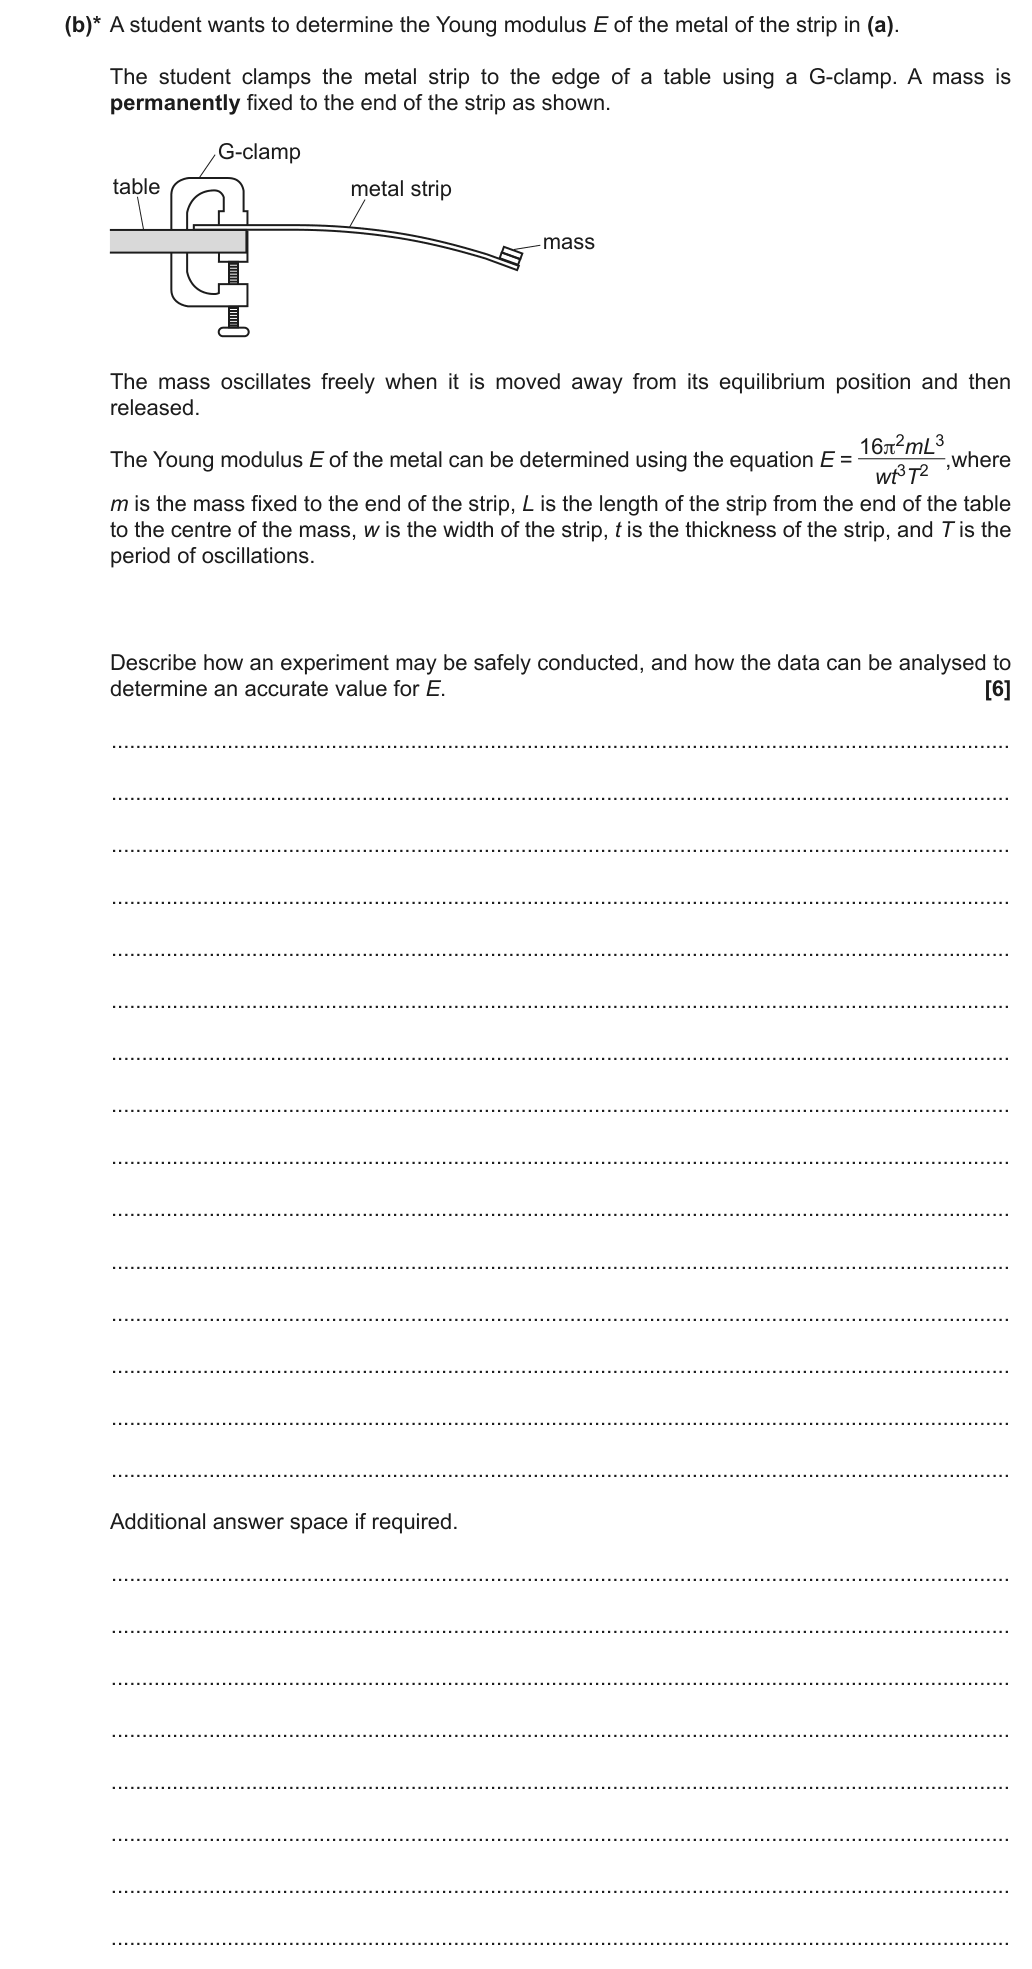 (b)* A student wants to determine the Young modulus E of the metal of the strip in (a).
The student clamps the metal strip to the edge of a table using a G-clamp. A mass is
permanently fixed to the end of the strip as shown.
G-clamp
table
metal strip
mass
The mass oscillates freely when it is moved away from its equilibrium position and then
released.
The Young modulus E of the metal can be determined using the equation E = 16π²mL³ / wt³T² ,where
m is the mass fixed to the end of the strip, L is the length of the strip from the end of the table
to the centre of the mass, w is the width of the strip, t is the thickness of the strip, and T is the
period of oscillations.
Describe how an experiment may be safely conducted, and how the data can be analysed to
determine an accurate value for E. [6]
Additional answer space if required.